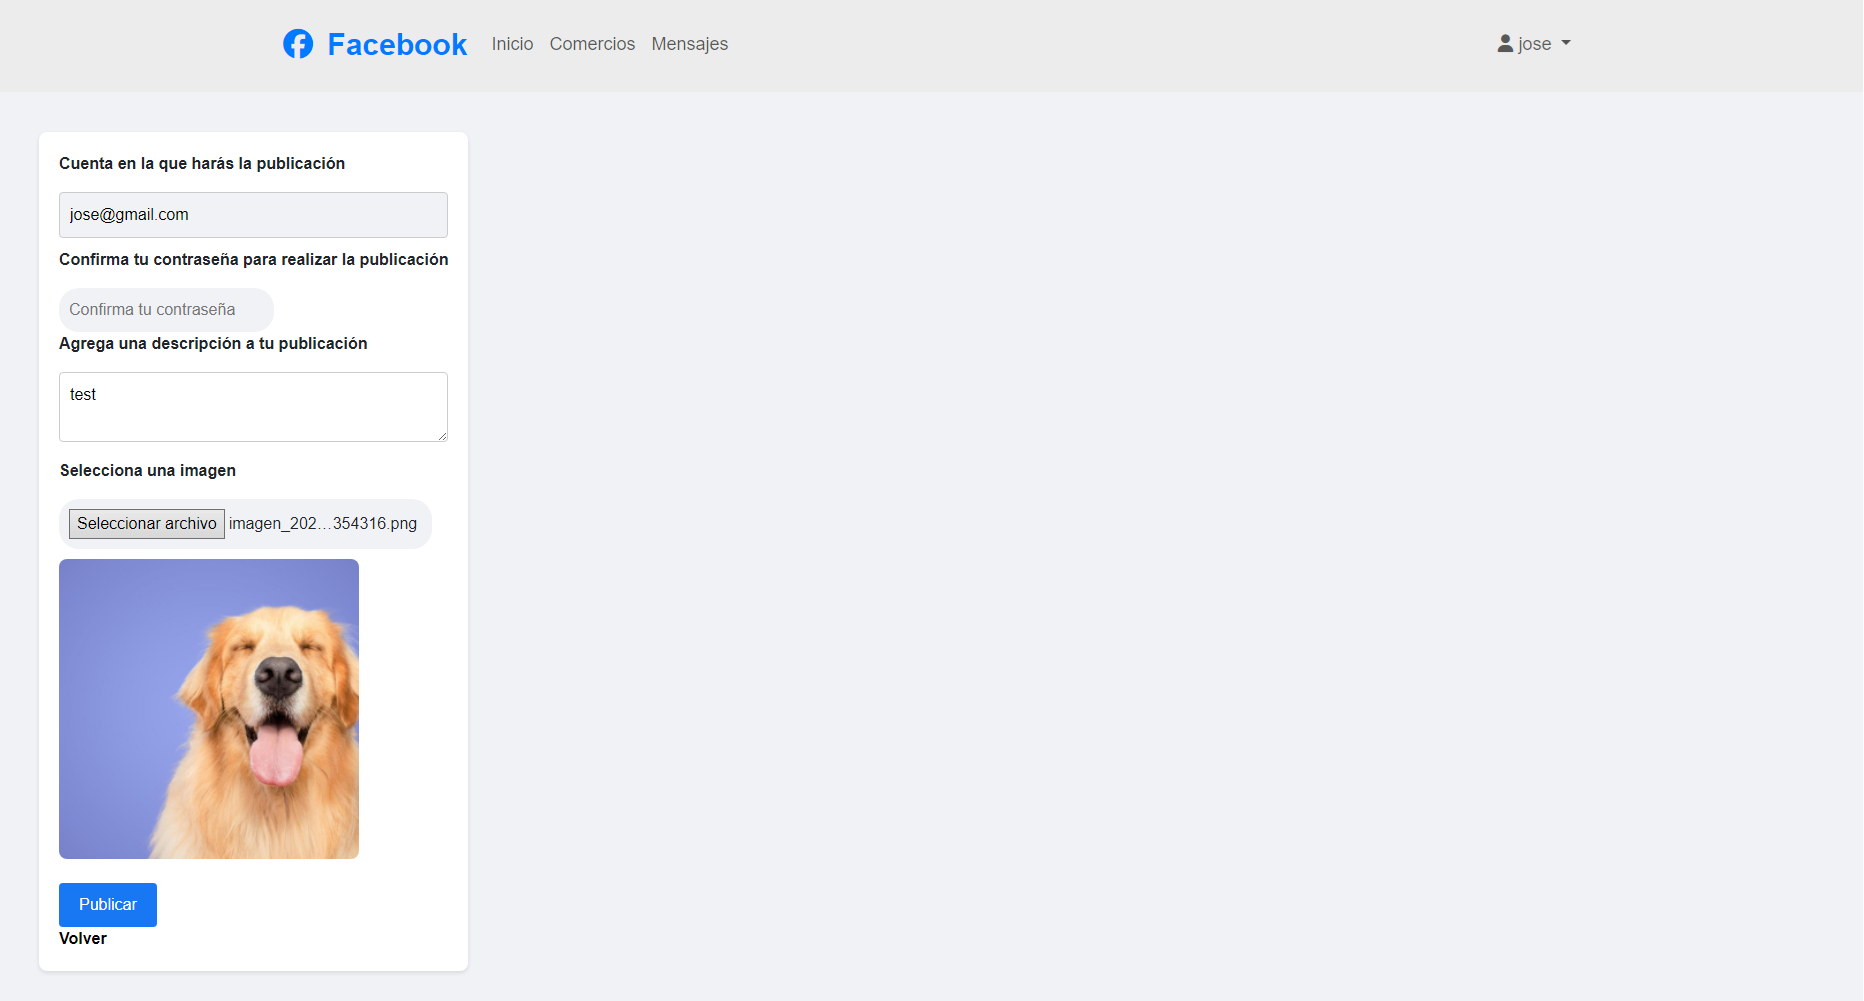 Facebook Inicio Comercios Mensajes jose
Cuenta en la que harás la publicación
jose@gmail.com
Confirma tu contraseña para realizar la publicación
Confirma tu contraseña
Agrega una descripción a tu publicación
test
Selecciona una imagen
Seleccionar archivo imagen_202…354316.png
Publicar
Volver